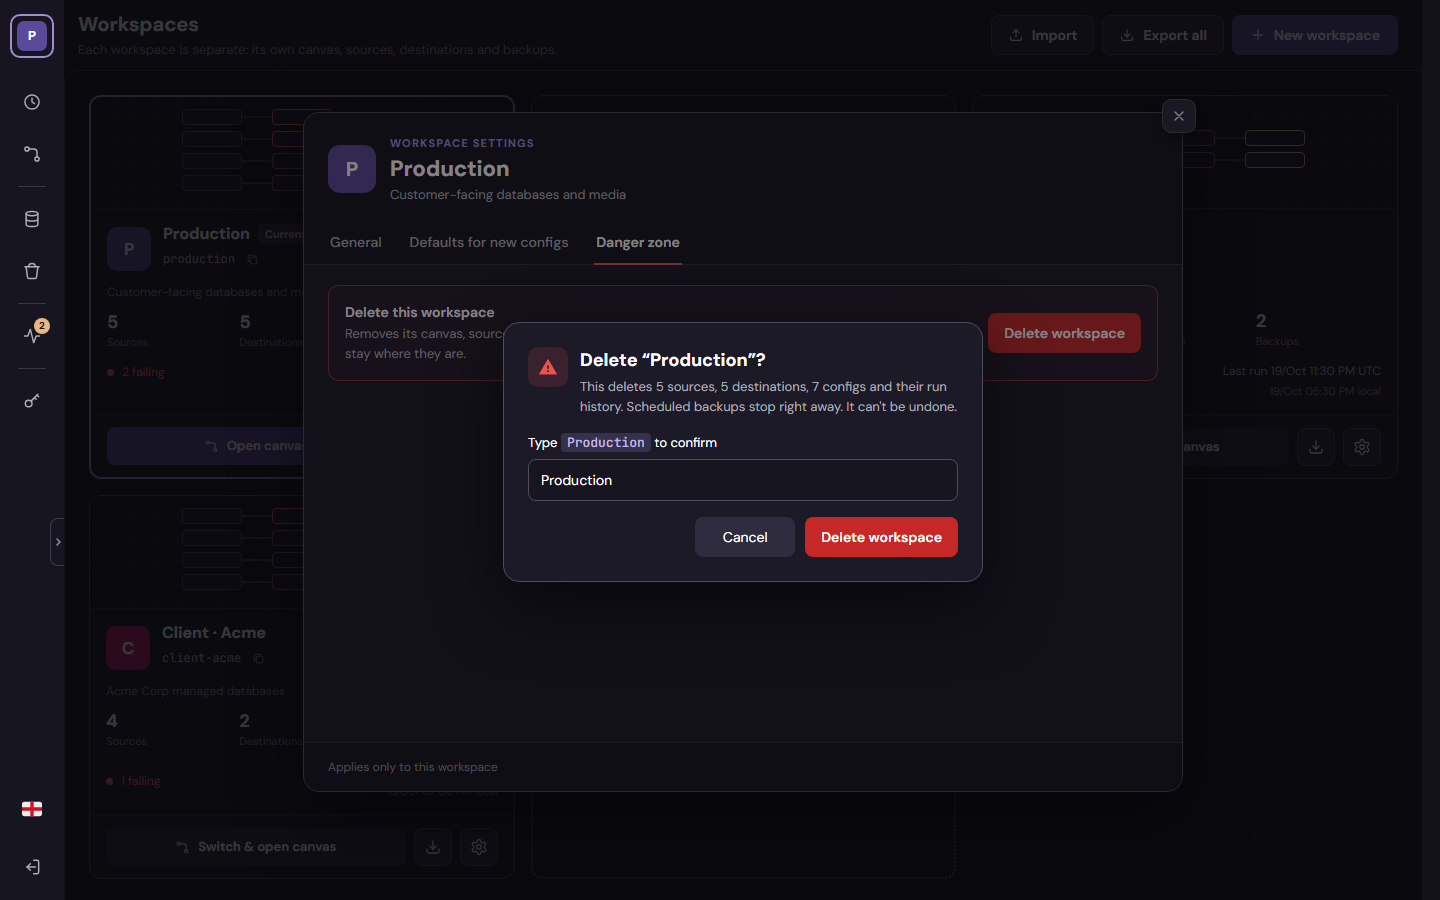 P
Workspaces
Each workspace is separate: its own canvas, sources, destinations and backups.
Import
Export all
New workspace
WORKSPACE SETTINGS
P
Production
Customer-facing databases and media
General
Defaults for new configs
Danger zone
Delete this workspace
Removes its canvas,
stay where they are.
Delete workspace
Delete “Production”?
This deletes 5 sources, 5 destinations, 7 configs and their run
history. Scheduled backups stop right away. It can't be undone.
Type Production to confirm
Production
Cancel
Delete workspace
Applies only to this workspace
P
Production
production
Customer-facing databases and
5
Sources
5
Destinations
2 failing
Open
2
Backups
Last run 19/Oct 11:30 PM UTC
19/Oct 05:30 PM local
2
C
Client · Acme
client-acme
Acme Corp managed databases
4
Sources
2
Destinations
1 failing
Switch & open canvas